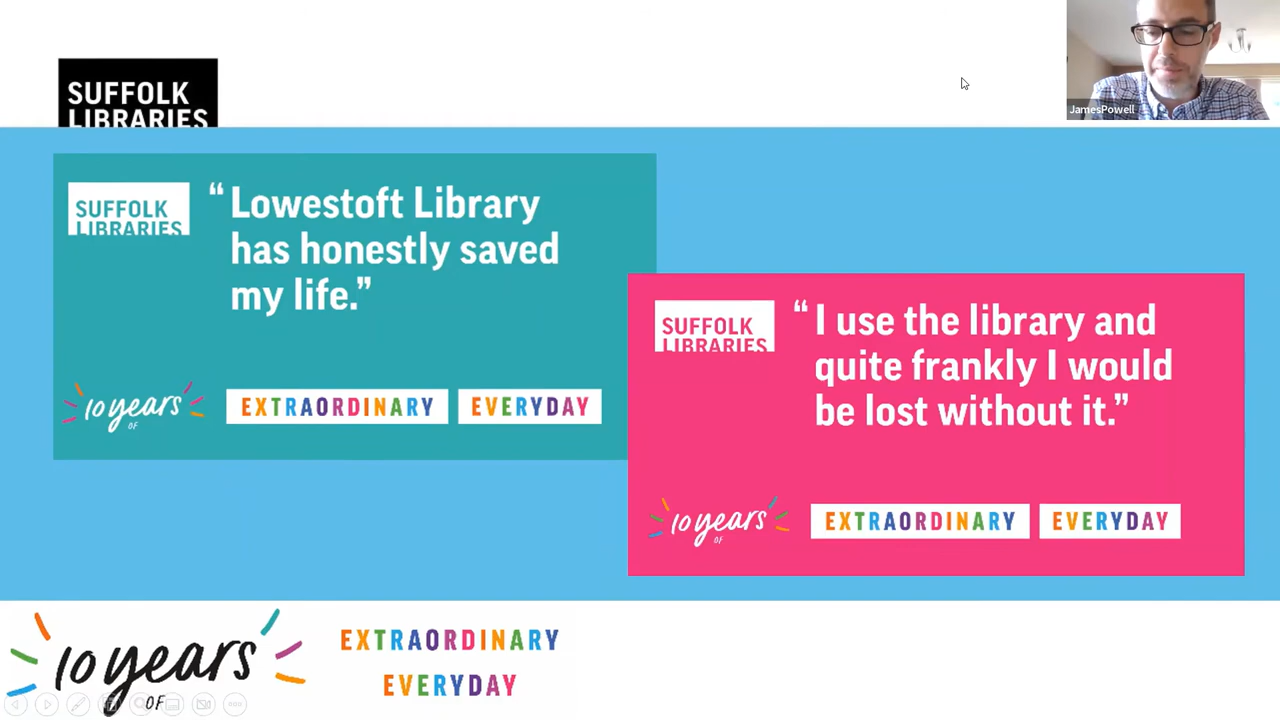 SUFFOLK
LIBRARIES
JamesPowell
SUFFOLK
LIBRARIES
“Lowestoft Library
has honestly saved
my life.”
10 years
OF
EXTRAORDINARY EVERYDAY
SUFFOLK
LIBRARIES
“I use the library and
quite frankly I would
be lost without it.”
10 years
OF
EXTRAORDINARY EVERYDAY
10 years
OF
EXTRAORDINARY
EVERYDAY